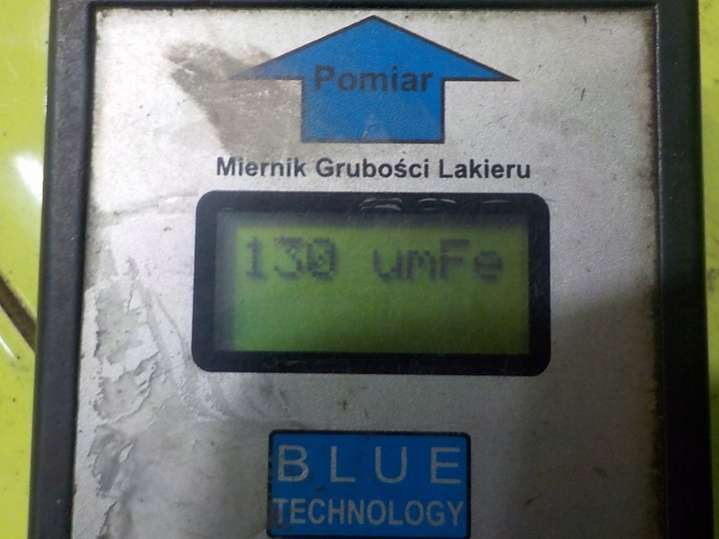 Pomiar
Miernik Grubości Lakieru
130 umFe
BLUE
TECHNOLOGY